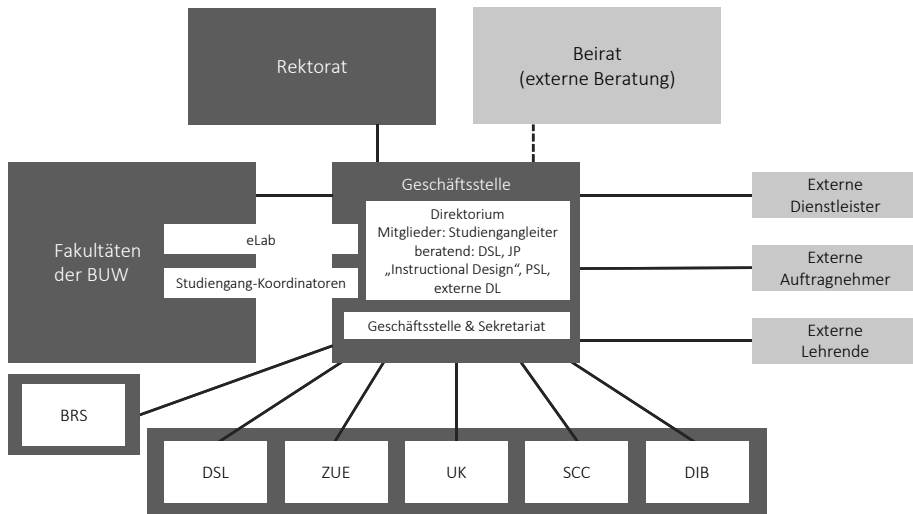 Rektorat
Beirat
(externe Beratung)
Geschäftsstelle
Direktorium
Mitglieder: Studiengangleiter
beratend: DSL, JP
„Instructional Design“, PSL,
externe DL
Geschäftsstelle & Sekretariat
Fakultäten
der BUW
eLab
Studiengang-Koordinatoren
Externe
Dienstleister
Externe
Auftragnehmer
Externe
Lehrende
BRS
DSL
ZUE
UK
SCC
DIB